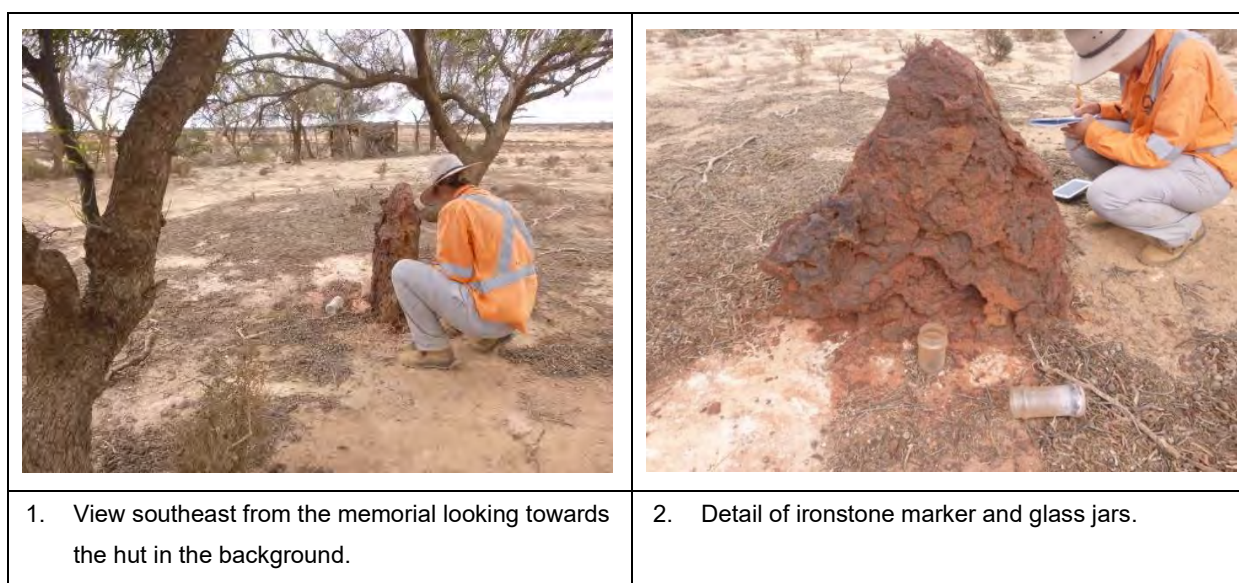 1. View southeast from the memorial looking towards
the hut in the background.
2. Detail of ironstone marker and glass jars.